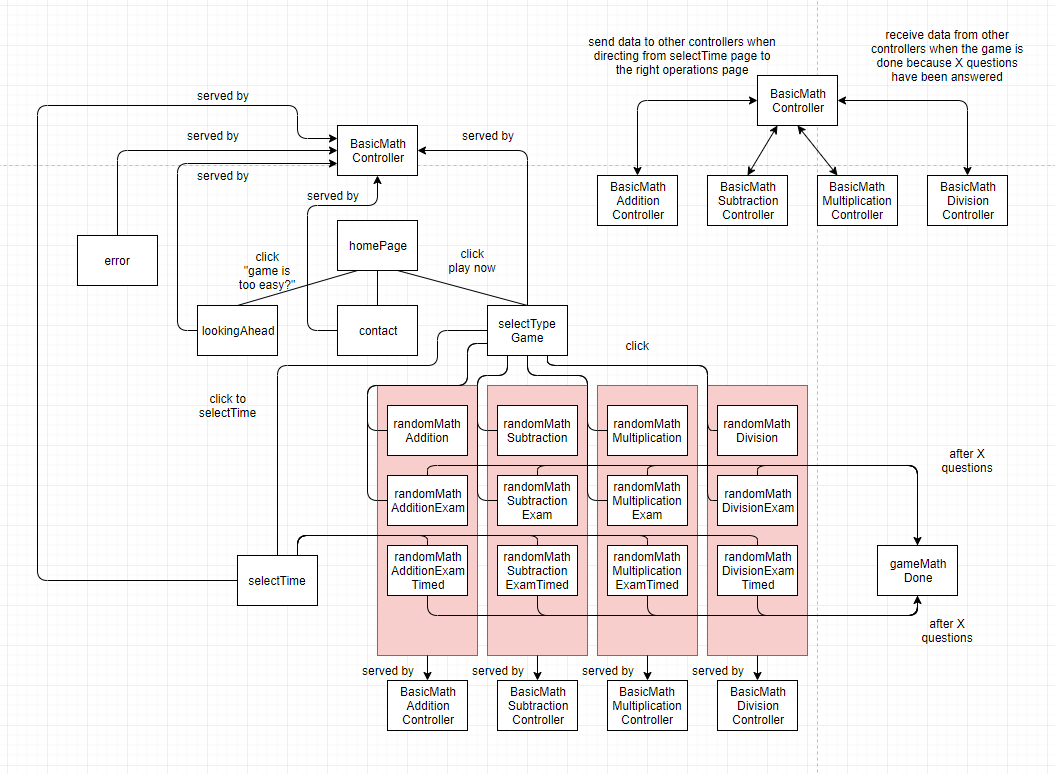 send data to other controllers when
directing from selectTime page to
the right operations page
receive data from other
controllers when the game is
done because X questions
have been answered
BasicMath
Controller
BasicMath
Addition
Controller
BasicMath
Subtraction
Controller
BasicMath
Multiplication
Controller
BasicMath
Division
Controller
served by
served by
served by
served by
served by
BasicMath
Controller
error
homePage
click
"game is
too easy?"
click
play now
lookingAhead
contact
selectType
Game
click
click to
selectTime
randomMath
Addition
randomMath
Subtraction
randomMath
Multiplication
randomMath
Division
after X
questions
randomMath
AdditionExam
randomMath
Subtraction
Exam
randomMath
Multiplication
Exam
randomMath
DivisionExam
selectTime
randomMath
AdditionExam
Timed
randomMath
Subtraction
ExamTimed
randomMath
Multiplication
ExamTimed
randomMath
DivisionExam
Timed
gameMath
Done
after X
questions
served by
served by
served by
served by
BasicMath
Addition
Controller
BasicMath
Subtraction
Controller
BasicMath
Multiplication
Controller
BasicMath
Division
Controller